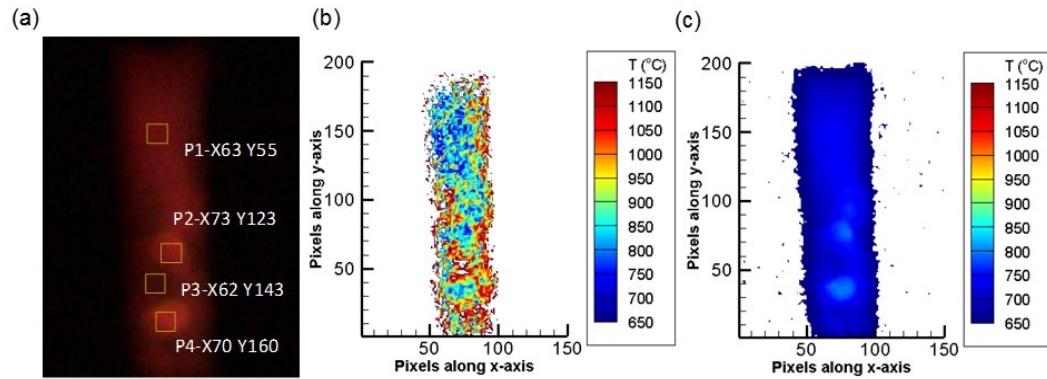 (a)
P1-X63 Y55
P2-X73 Y123
P3-X62 Y143
P4-X70 Y160
(b)
200
150
100
50
50 100 150
Pixels along y-axis
Pixels along x-axis
T (°C)
1150
1100
1050
1000
950
900
850
800
750
700
650
(c)
200
150
100
50
50 100 150
Pixels along y-axis
Pixels along x-axis
T (°C)
1150
1100
1050
1000
950
900
850
800
750
700
650